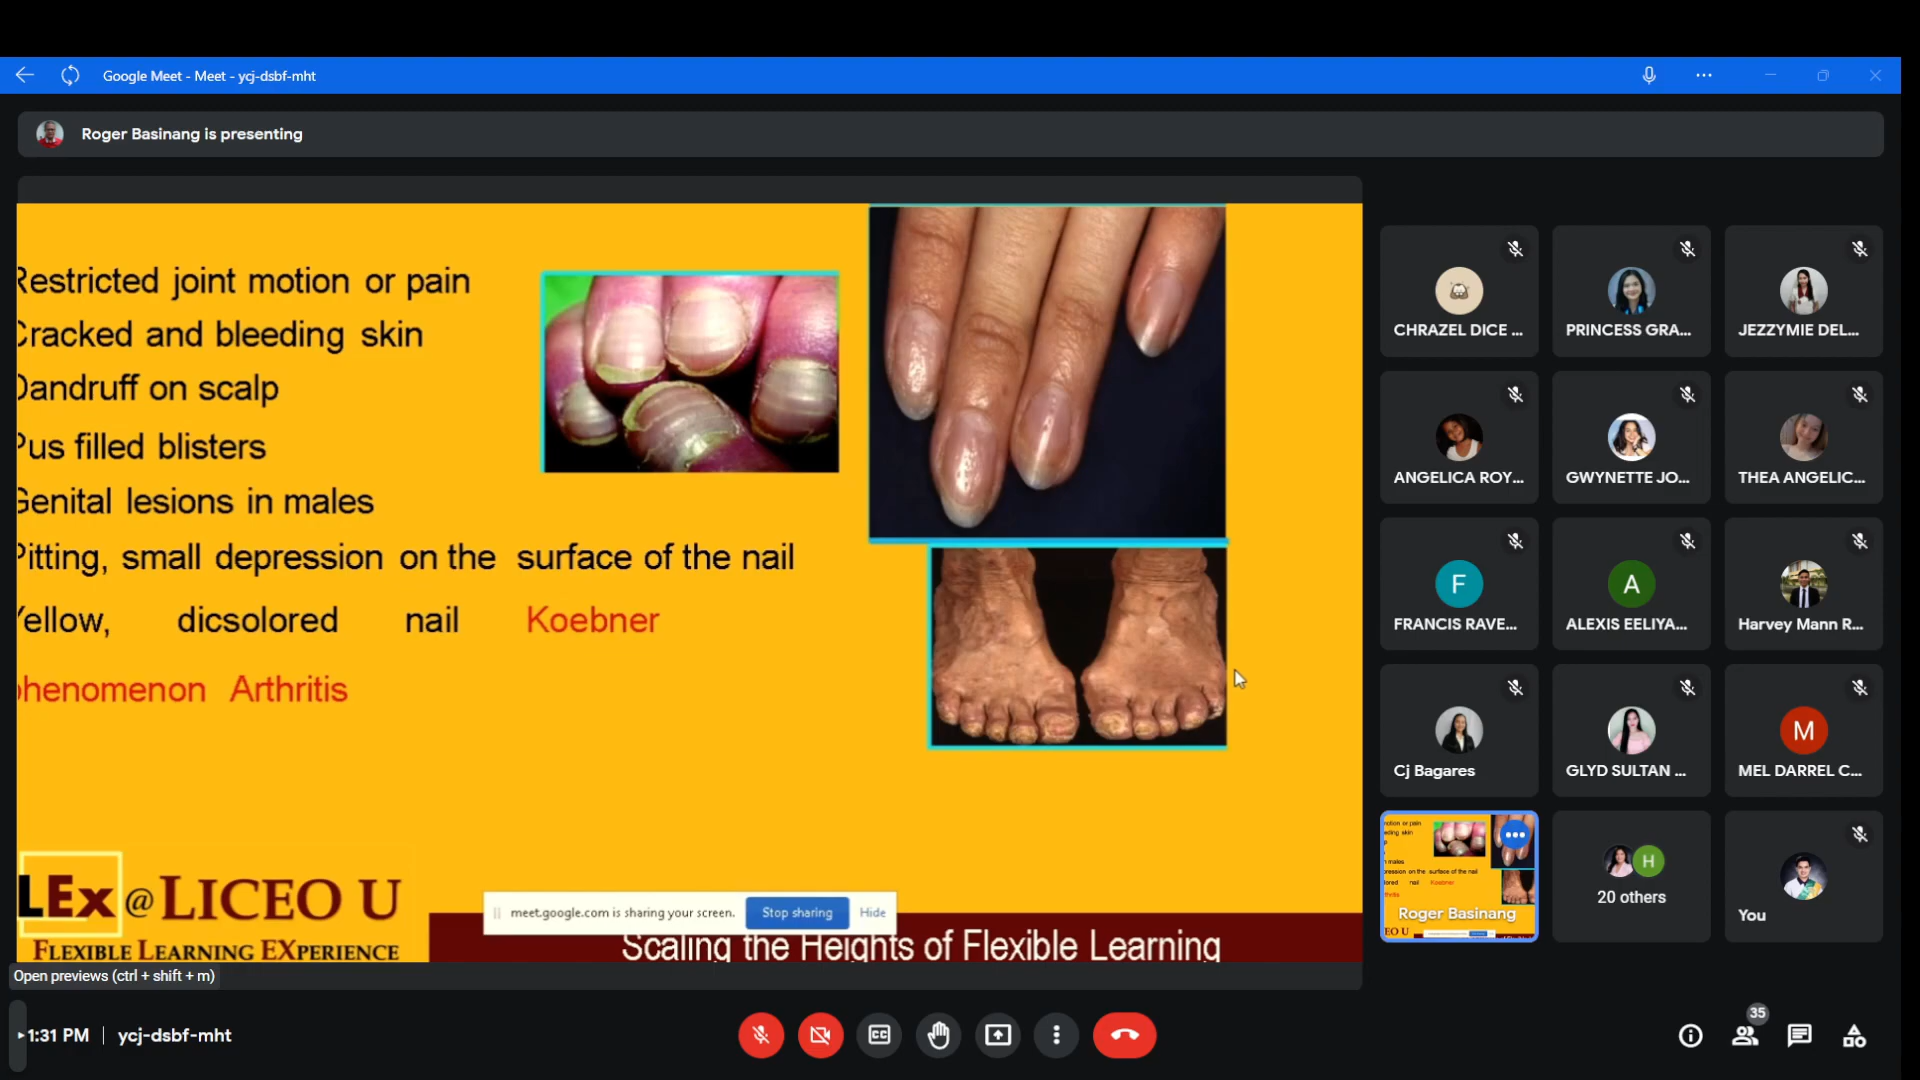 Google Meet - Meet - ycj-dsbf-mht
Roger Basinang is presenting
Restricted joint motion or pain
Cracked and bleeding skin
Dandruff on scalp
Pus filled blisters
Genital lesions in males
Pitting, small depression on the surface of the nail
Yellow, dicsolored nail Koebner
phenomenon Arthritis
LEx @ LICEO U
FLEXIBLE LEARNING EXPERIENCE
meet.google.com is sharing your screen. Stop sharing Hide
Scaling the Heights of Flexible Learning
Open previews (ctrl + shift + m)
CHRAZEL DICE ...
PRINCESS GRA...
JEZZYMIE DEL...
ANGELICA ROY...
GWYNETTE JO...
THEA ANGELIC...
F
FRANCIS RAVE...
A
ALEXIS EELIYA...
Harvey Mann R...
Cj Bagares
GLYD SULTAN ...
M
MEL DARREL C...
Roger Basinang
H
20 others
You
1:31 PM | ycj-dsbf-mht
CC
35